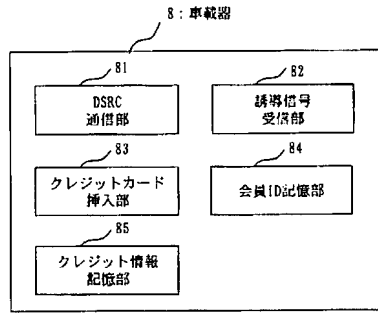 8:車載器
81
DSRC
通信部
82
誘導信号
受信部
83
クレジットカード
挿入部
84
会員ID記憶部
85
クレジット情報
記憶部